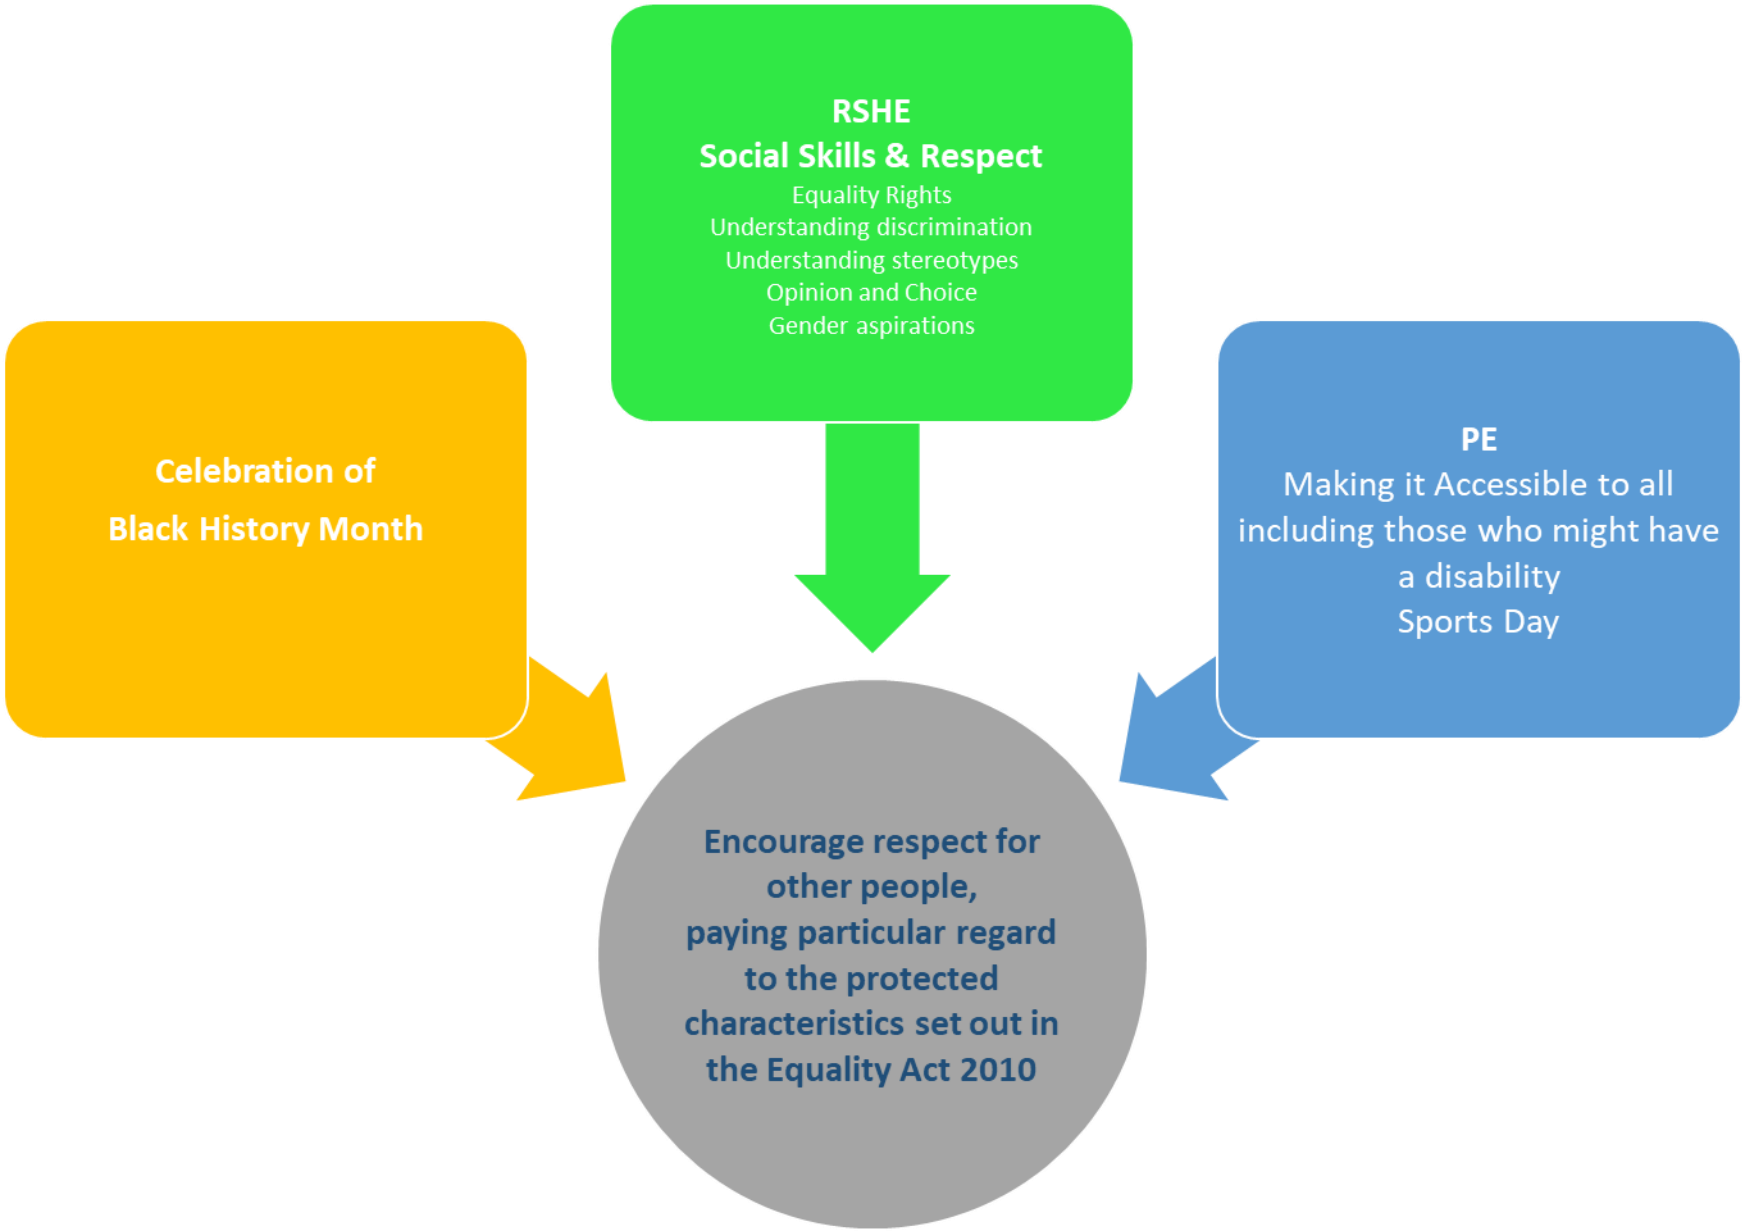 RSHE
Social Skills & Respect
Equality Rights
Understanding discrimination
Understanding stereotypes
Opinion and Choice
Gender aspirations
Celebration of
Black History Month
PE
Making it Accessible to all
including those who might have
a disability
Sports Day
Encourage respect for
other people,
paying particular regard
to the protected
characteristics set out in
the Equality Act 2010